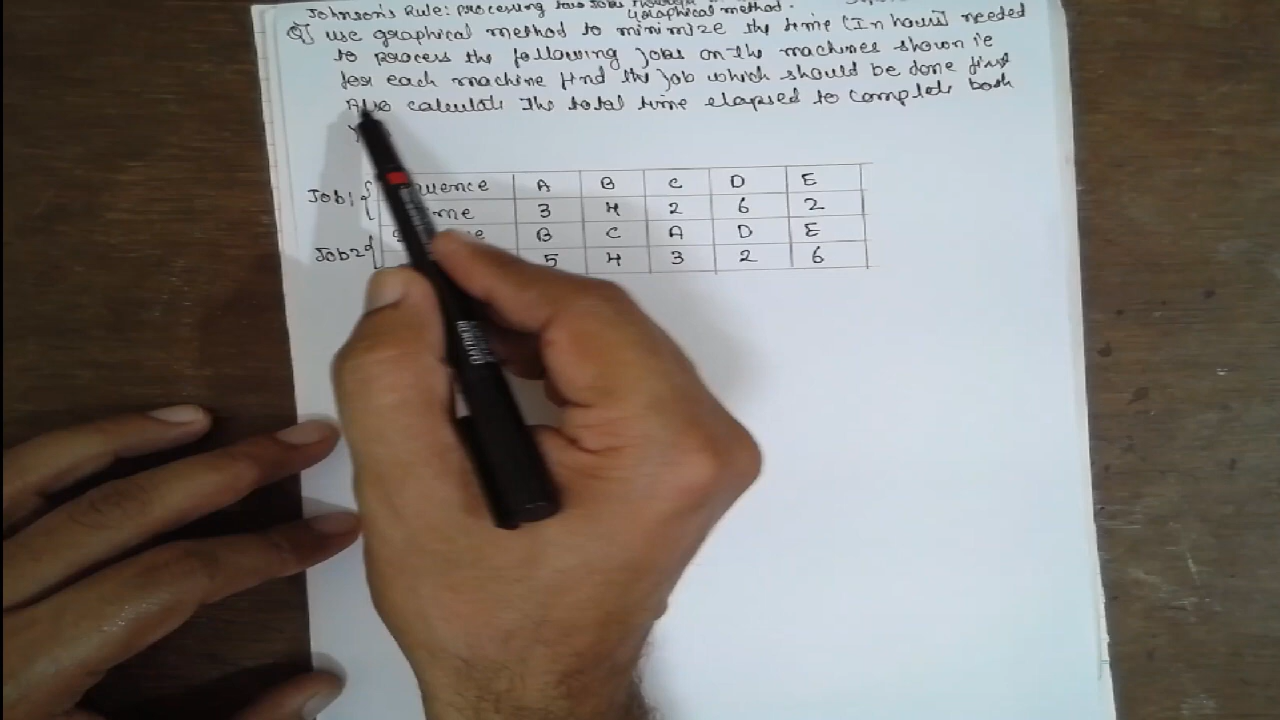 Johnson's Rule: processing two jobs through graphical method.
Q] use graphical method to minimize the time [In hours] needed
to process the following jobs on the machines shown ie
for each machine find the job which should be done first
Also calculate The total time elapsed to complete both
Job1 { uence A B C D E
me 3 4 2 6 2
Job2 { S e B C A D E
5 4 3 2 6